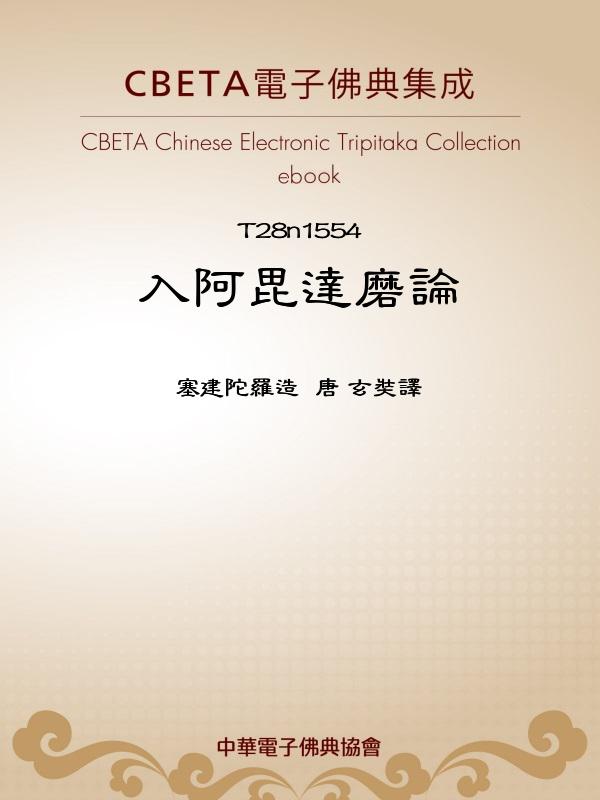 CBETA電子佛典集成
CBETA Chinese Electronic Tripitaka Collection
ebook
T28n1554
入阿毘達磨論
塞建陀羅造 唐 玄奘譯
中華電子佛典協會